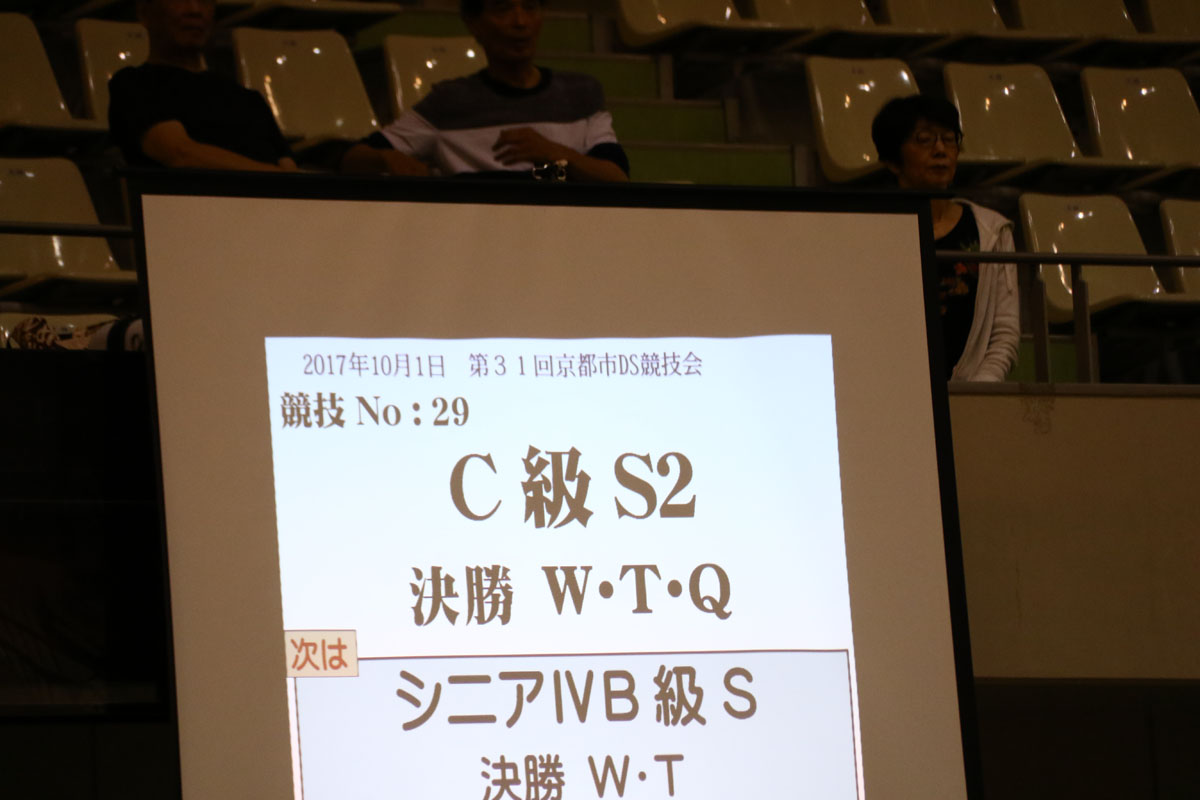 2017年10月1日 第31回京都市DS競技会
競技 No:29
C 級 S2
決勝 W・T・Q
次は
シニアⅣB 級 S
決勝 W・T